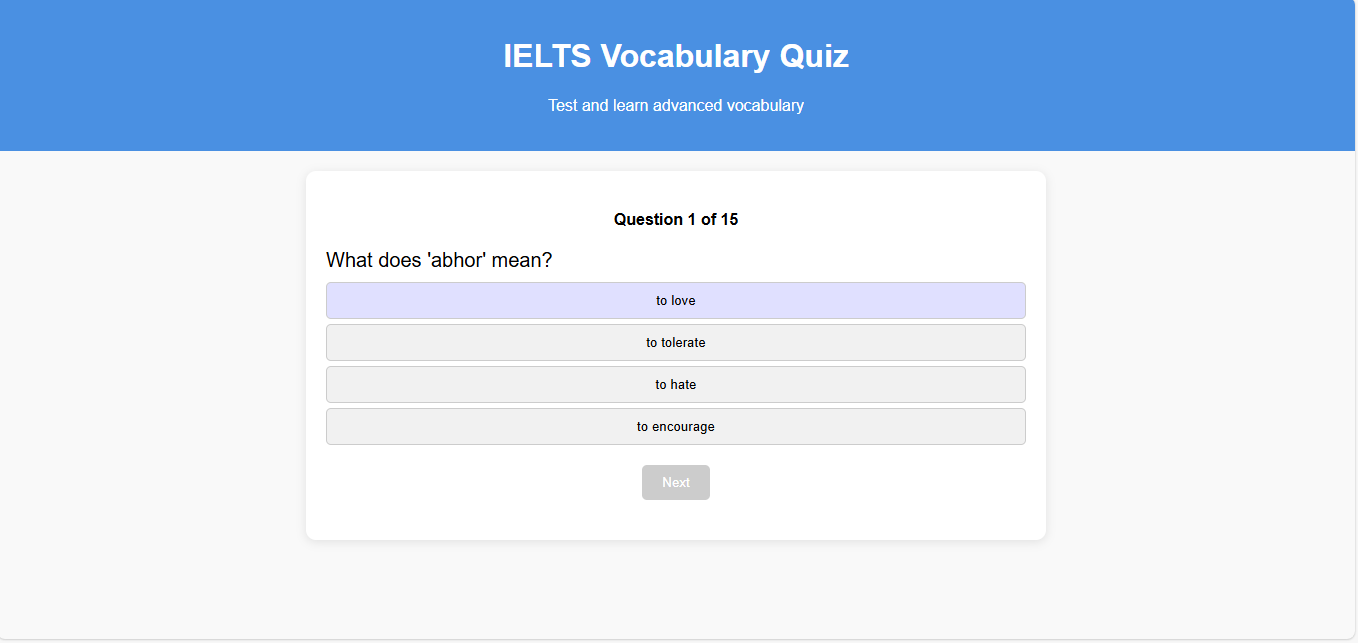 IELTS Vocabulary Quiz
Test and learn advanced vocabulary
Question 1 of 15
What does 'abhor' mean?
to love
to tolerate
to hate
to encourage
Next